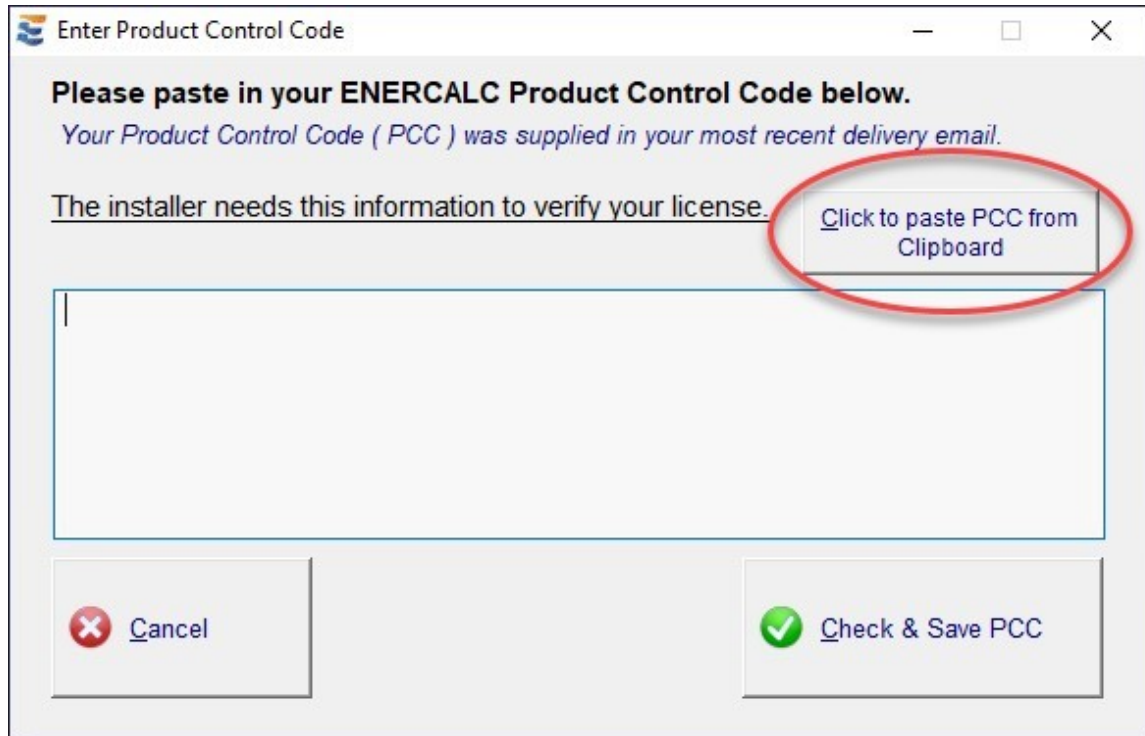 Enter Product Control Code
Please paste in your ENERCALC Product Control Code below.
Your Product Control Code ( PCC ) was supplied in your most recent delivery email.
The installer needs this information to verify your license.
Click to paste PCC from
Clipboard
Cancel
Check & Save PCC